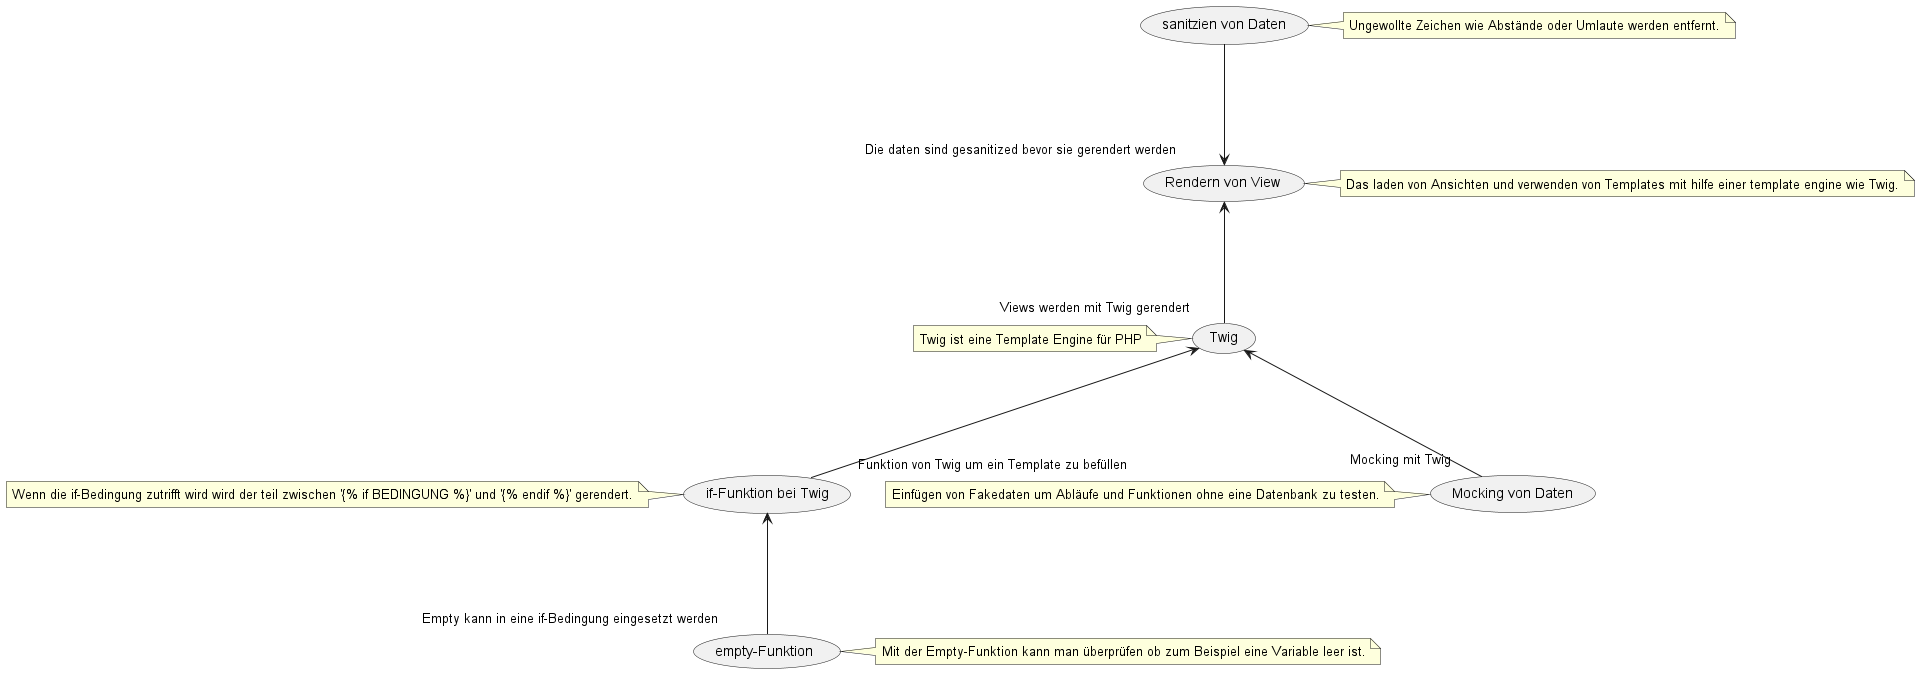 sanitzien von Daten
Ungewollte Zeichen wie Abstände oder Umlaute werden entfernt.
Die daten sind gesanitized bevor sie gerendert werden
Rendern von View
Das laden von Ansichten und verwenden von Templates mit hilfe einer template engine wie Twig.
Views werden mit Twig gerendert
Twig ist eine Template Engine für PHP
Twig
Funktion von Twig um ein Template zu befüllen
Mocking mit Twig
Wenn die if-Bedingung zutrifft wird wird der teil zwischen '{% if BEDINGUNG %}' und '{% endif %}' gerendert.
if-Funktion bei Twig
Einfügen von Fakedaten um Abläufe und Funktionen ohne eine Datenbank zu testen.
Mocking von Daten
Empty kann in eine if-Bedingung eingesetzt werden
empty-Funktion
Mit der Empty-Funktion kann man überprüfen ob zum Beispiel eine Variable leer ist.